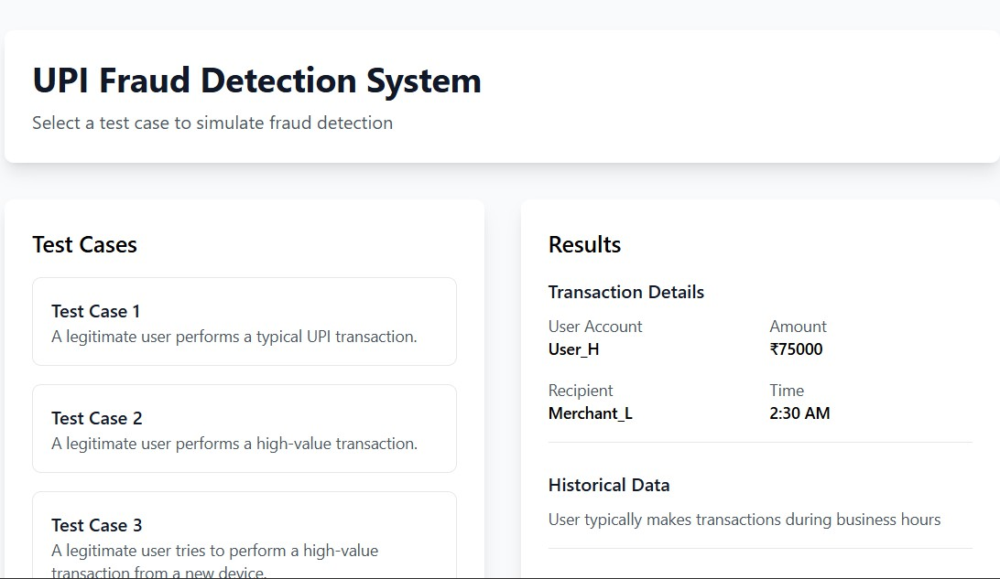 UPI Fraud Detection System
Select a test case to simulate fraud detection
Test Cases
Test Case 1
A legitimate user performs a typical UPI transaction.
Test Case 2
A legitimate user performs a high-value transaction.
Test Case 3
A legitimate user tries to perform a high-value
transaction from a new device.
Results
Transaction Details
User Account
Amount
User_H
₹75000
Recipient
Time
Merchant_L
2:30 AM
Historical Data
User typically makes transactions during business hours